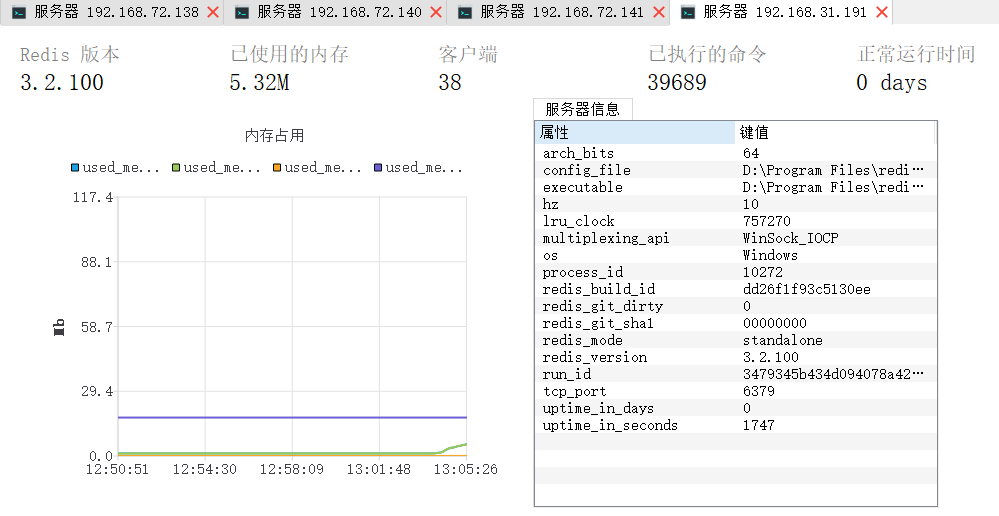 服务器 192.168.72.138 服务器 192.168.72.140 服务器 192.168.72.141 服务器 192.168.31.191
Redis 版本 已使用的内存 客户端 已执行的命令 正常运行时间
3.2.100 5.32M 38 39689 0 days
内存占用
used_me... used_me... used_me... used_me...
117.4
88.1
58.7
29.4
0.0
Mb
12:50:51 12:54:30 12:58:09 13:01:48 13:05:26
服务器信息
属性 键值
arch_bits 64
config_file D:\Program Files\redi...
executable D:\Program Files\redi...
hz 10
lru_clock 757270
multiplexing_api WinSock_IOCP
os Windows
process_id 10272
redis_build_id dd26f1f93c5130ee
redis_git_dirty 0
redis_git_sha1 00000000
redis_mode standalone
redis_version 3.2.100
run_id 3479345b434d094078a42...
tcp_port 6379
uptime_in_days 0
uptime_in_seconds 1747